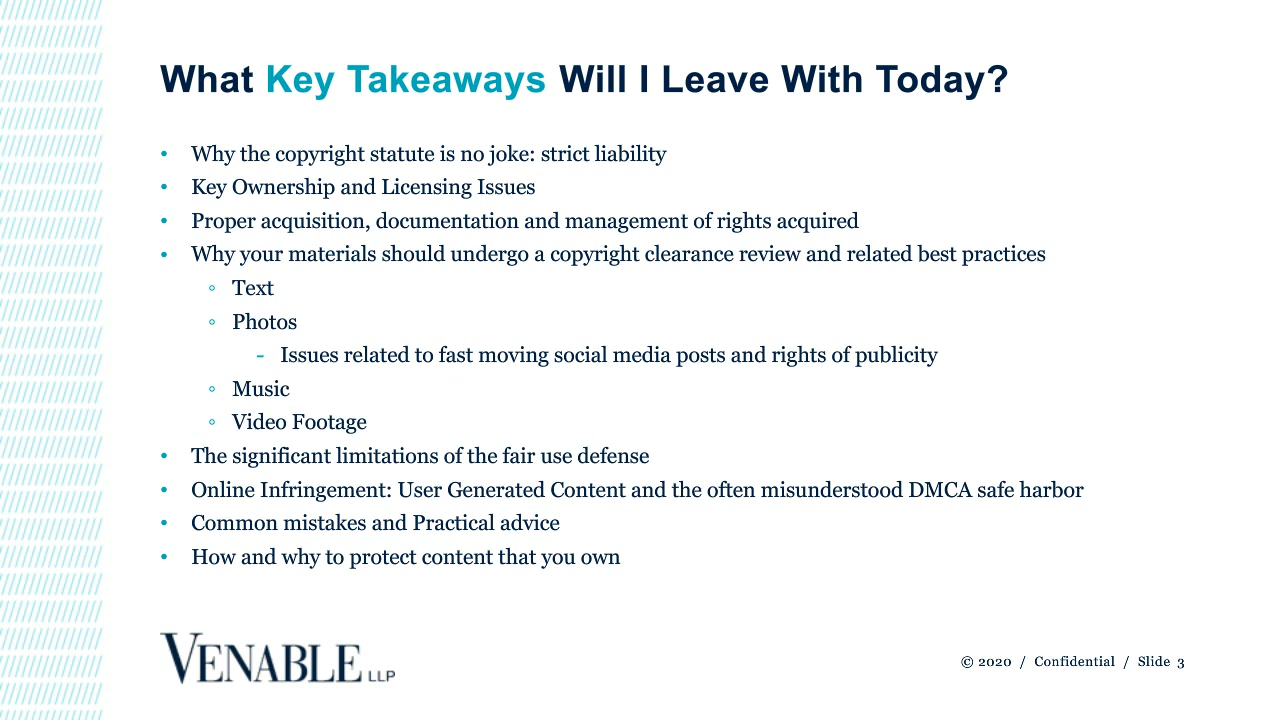 What Key Takeaways Will I Leave With Today?
• Why the copyright statute is no joke: strict liability
• Key Ownership and Licensing Issues
• Proper acquisition, documentation and management of rights acquired
• Why your materials should undergo a copyright clearance review and related best practices
◦ Text
◦ Photos
- Issues related to fast moving social media posts and rights of publicity
◦ Music
◦ Video Footage
• The significant limitations of the fair use defense
• Online Infringement: User Generated Content and the often misunderstood DMCA safe harbor
• Common mistakes and Practical advice
• How and why to protect content that you own
VENABLE LLP
© 2020 / Confidential / Slide 3